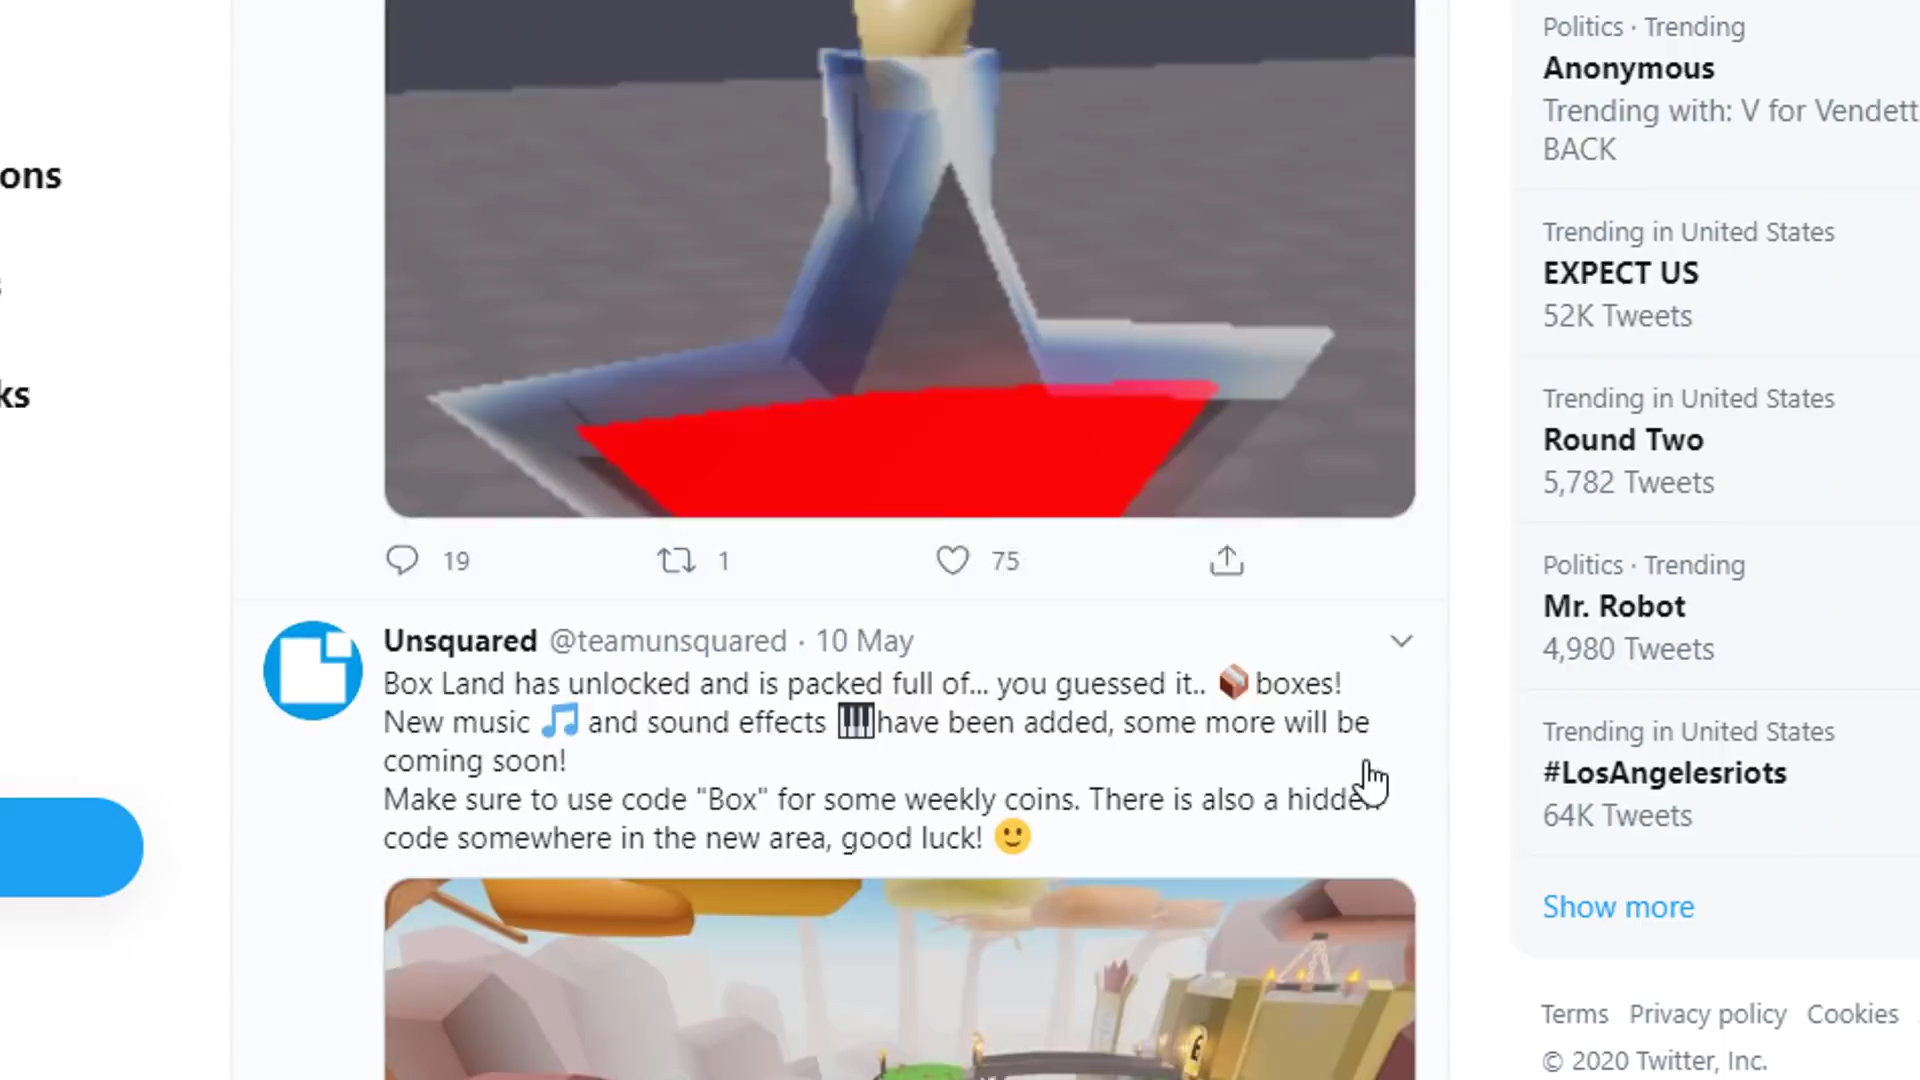 ons
ks
19
1
75
Unsquared @teamunsquared · 10 May
Box Land has unlocked and is packed full of... you guessed it.. 📦boxes!
New music 🎵 and sound effects 🎹have been added, some more will be
coming soon!
Make sure to use code "Box" for some weekly coins. There is also a hidden
code somewhere in the new area, good luck! 🙂
Politics · Trending
Anonymous
Trending with: V for Vendett
BACK
Trending in United States
EXPECT US
52K Tweets
Trending in United States
Round Two
5,782 Tweets
Politics · Trending
Mr. Robot
4,980 Tweets
Trending in United States
#LosAngelesriots
64K Tweets
Show more
Terms Privacy policy Cookies
© 2020 Twitter, Inc.